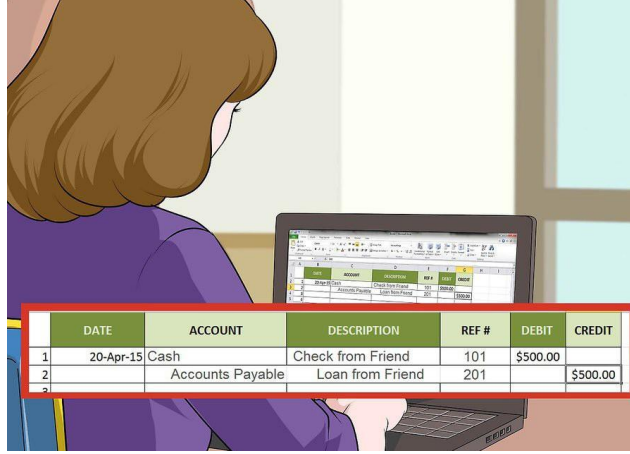 DATE ACCOUNT DESCRIPTION REF # DEBIT CREDIT
1 20-Apr-15 Cash Check from Friend 101 $500.00
2 Accounts Payable Loan from Friend 201 $500.00
3